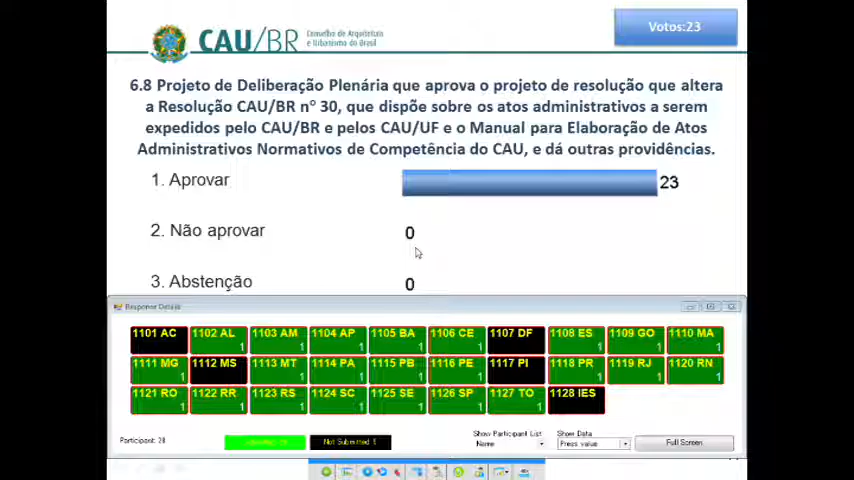 CAU/BR
Conselho de Arquitetura
e Urbanismo do Brasil
Votos:23
6.8 Projeto de Deliberação Plenária que aprova o projeto de resolução que altera
a Resolução CAU/BR nº 30, que dispõe sobre os atos administrativos a serem
expedidos pelo CAU/BR e pelos CAU/UF e o Manual para Elaboração de Atos
Administrativos Normativos de Competência do CAU, e dá outras providências.
1. Aprovar 23
2. Não aprovar 0
3. Abstenção 0
Response Details
1101 AC 1102 AL 1 1103 AM 1 1104 AP 1 1105 BA 1 1106 CE 1 1107 DF 1108 ES 1 1109 GO 1 1110 MA 1
1111 MG 1 1112 MS 1113 MT 1 1114 PA 1 1115 PB 1 1116 PE 1 1117 PI 1118 PR 1 1119 RJ 1 1120 RN 1
1121 RO 1 1122 RR 1 1123 RS 1 1124 SC 1 1125 SE 1 1126 SP 1 1127 TO 1 1128 IES
Show Participant List Show Data
Participant: 28 Not Submitted Name Press value Full Screen